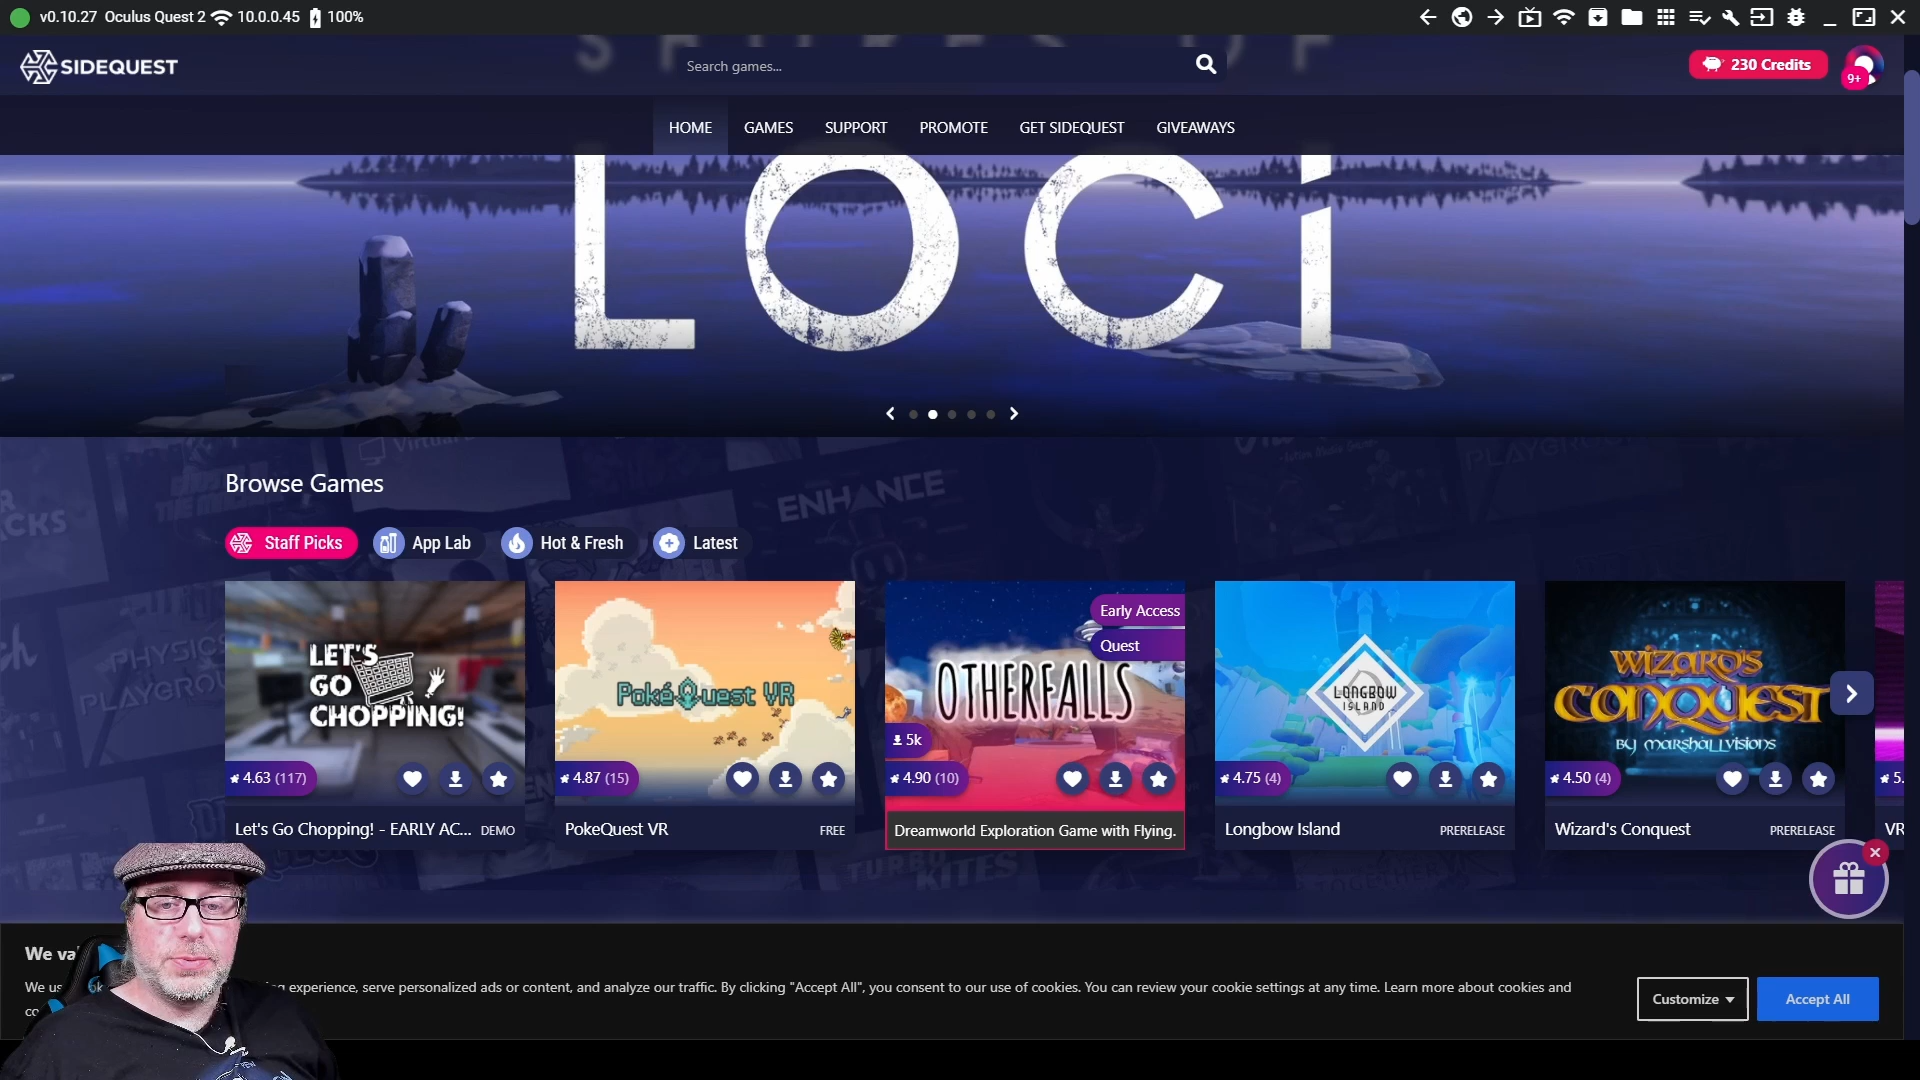 v0.10.27 Oculus Quest 2 10.0.0.45 100%
SIDEQUEST
Search games...
230 Credits
9+
HOME GAMES SUPPORT PROMOTE GET SIDEQUEST GIVEAWAYS
LOCi
Browse Games
ENHANCE
Staff Picks App Lab Hot & Fresh Latest
LET'S GO CHOPPING!
PokéQuest VR
Early Access
Quest
OTHERFALLS
LONGBOW ISLAND
WIZARD'S CONQUEST
BY MARSHALLVISIONS
5k
4.63 (117)
4.87 (15)
4.90 (10)
4.75 (4)
4.50 (4)
5.
Let's Go Chopping! - EARLY AC... DEMO
PokeQuest VR FREE
Dreamworld Exploration Game with Flying.
Longbow Island PRERELEASE
Wizard's Conquest PRERELEASE
VR
We va
We us
experience, serve personalized ads or content, and analyze our traffic. By clicking "Accept All", you consent to our use of cookies. You can review your cookie settings at any time. Learn more about cookies and
co
Customize
Accept All